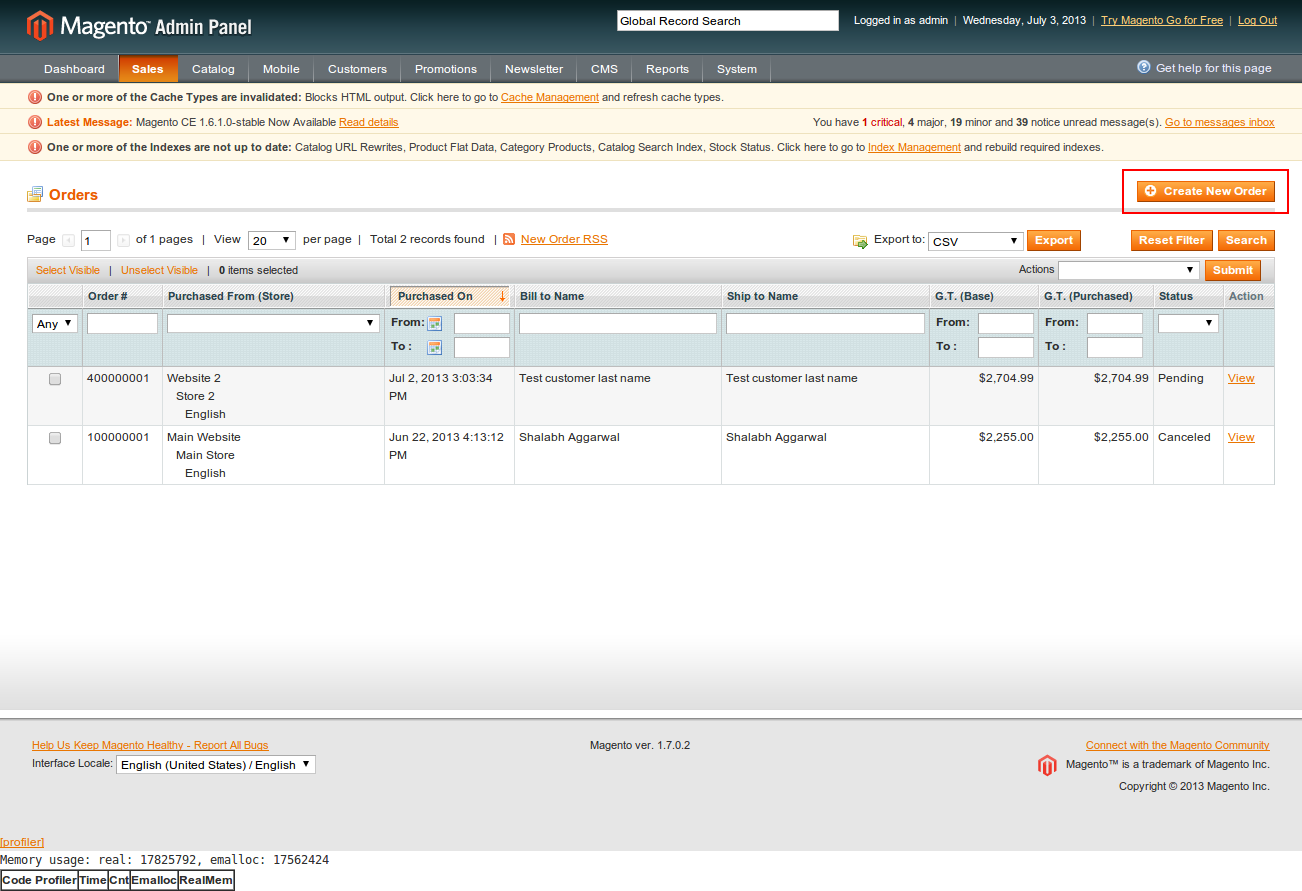 Magento™ Admin Panel
Global Record Search
Logged in as admin | Wednesday, July 3, 2013 | Try Magento Go for Free | Log Out
Dashboard Sales Catalog Mobile Customers Promotions Newsletter CMS Reports System
Get help for this page
One or more of the Cache Types are invalidated: Blocks HTML output. Click here to go to Cache Management and refresh cache types.
Latest Message: Magento CE 1.6.1.0-stable Now Available Read details
You have 1 critical, 4 major, 19 minor and 39 notice unread message(s). Go to messages inbox
One or more of the Indexes are not up to date: Catalog URL Rewrites, Product Flat Data, Category Products, Catalog Search Index, Stock Status. Click here to go to Index Management and rebuild required indexes.
Orders
Create New Order
Page 1 of 1 pages | View 20 per page | Total 2 records found | New Order RSS
Export to: CSV Export Reset Filter Search
Select Visible | Unselect Visible | 0 items selected
Actions Submit
Order # Purchased From (Store) Purchased On Bill to Name Ship to Name G.T. (Base) G.T. (Purchased) Status Action
Any From: From: From:
To : To : To :
400000001 Website 2 Jul 2, 2013 3:03:34 Test customer last name Test customer last name $2,704.99 $2,704.99 Pending View
Store 2 PM
English
100000001 Main Website Jun 22, 2013 4:13:12 Shalabh Aggarwal Shalabh Aggarwal $2,255.00 $2,255.00 Canceled View
Main Store PM
English
Help Us Keep Magento Healthy - Report All Bugs
Magento ver. 1.7.0.2
Connect with the Magento Community
Interface Locale: English (United States) / English
Magento™ is a trademark of Magento Inc.
Copyright © 2013 Magento Inc.
[profiler]
Memory usage: real: 17825792, emalloc: 17562424
Code Profiler Time Cnt Emalloc RealMem